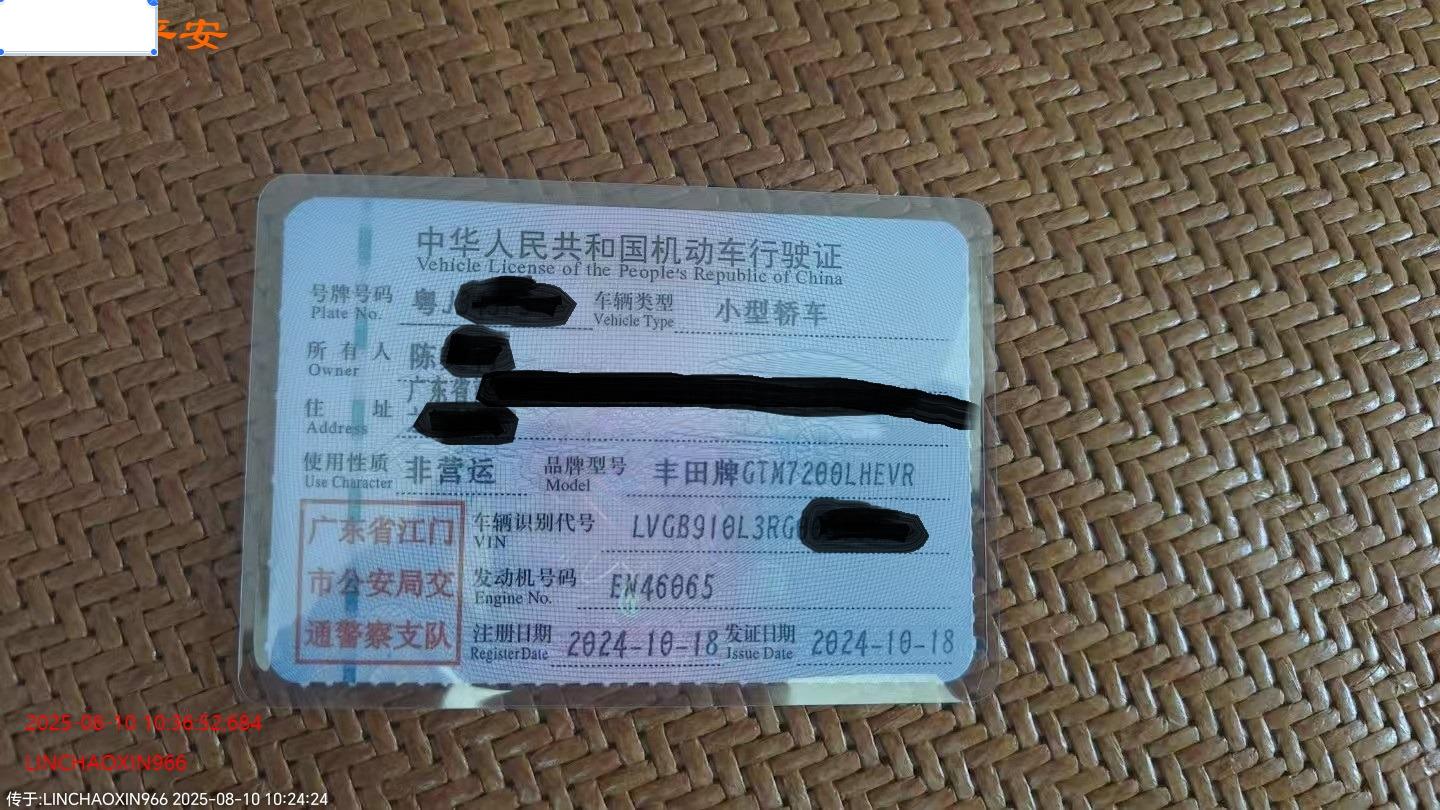 平安
中华人民共和国机动车行驶证
Vehicle License of the People's Republic of China
号牌号码 粤J 车辆类型 小型轿车
Plate No. Vehicle Type
所有人 陈
Owner
广东省
住址
Address
使用性质 非营运 品牌型号 丰田牌GTM7200LHEVR
Use Character Model
广东省江门 车辆识别代号 LVGB910L3RG
VIN
市公安局交 发动机号码 EN46065
Engine No.
通警察支队 注册日期 2024-10-18 发证日期 2024-10-18
Register Date Issue Date
2025-08-10 10:36:52:684
LINCHAOXIN966
传于:LINCHAOXIN966 2025-08-10 10:24:24